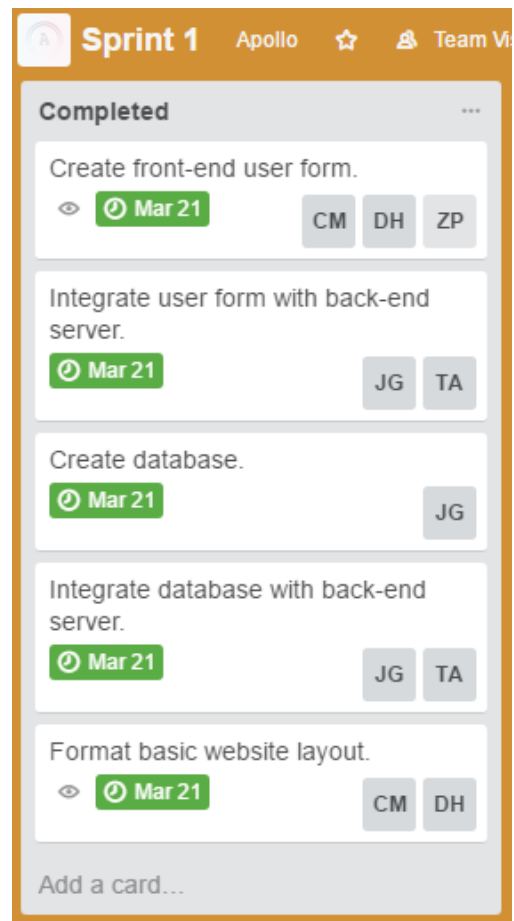 A Sprint 1 Apollo Team Vi
Completed ...
Create front-end user form.
Mar 21 CM DH ZP
Integrate user form with back-end
server.
Mar 21 JG TA
Create database.
Mar 21 JG
Integrate database with back-end
server.
Mar 21 JG TA
Format basic website layout.
Mar 21 CM DH
Add a card...